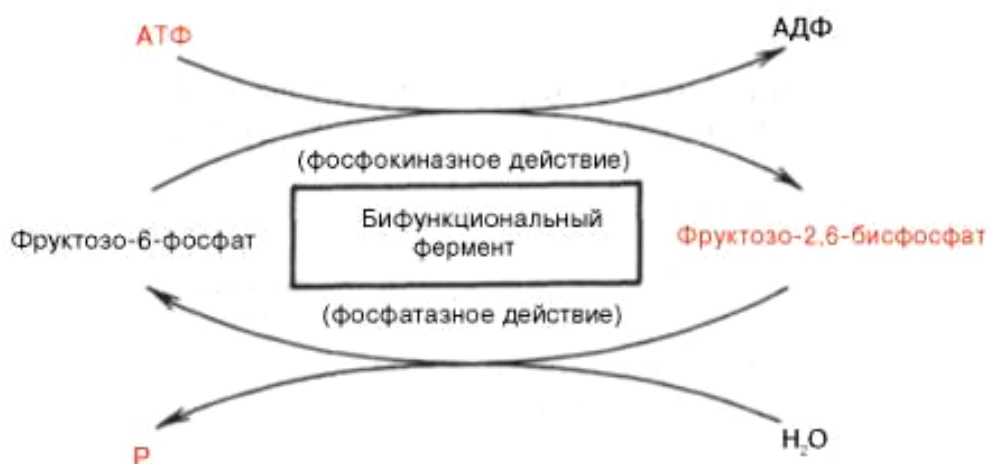 АТФ
АДФ
(фосфокиназное действие)
Бифункциональный
фермент
Фруктозо-6-фосфат
Фруктозо-2,6-бисфосфат
(фосфатазное действие)
P
H₂O